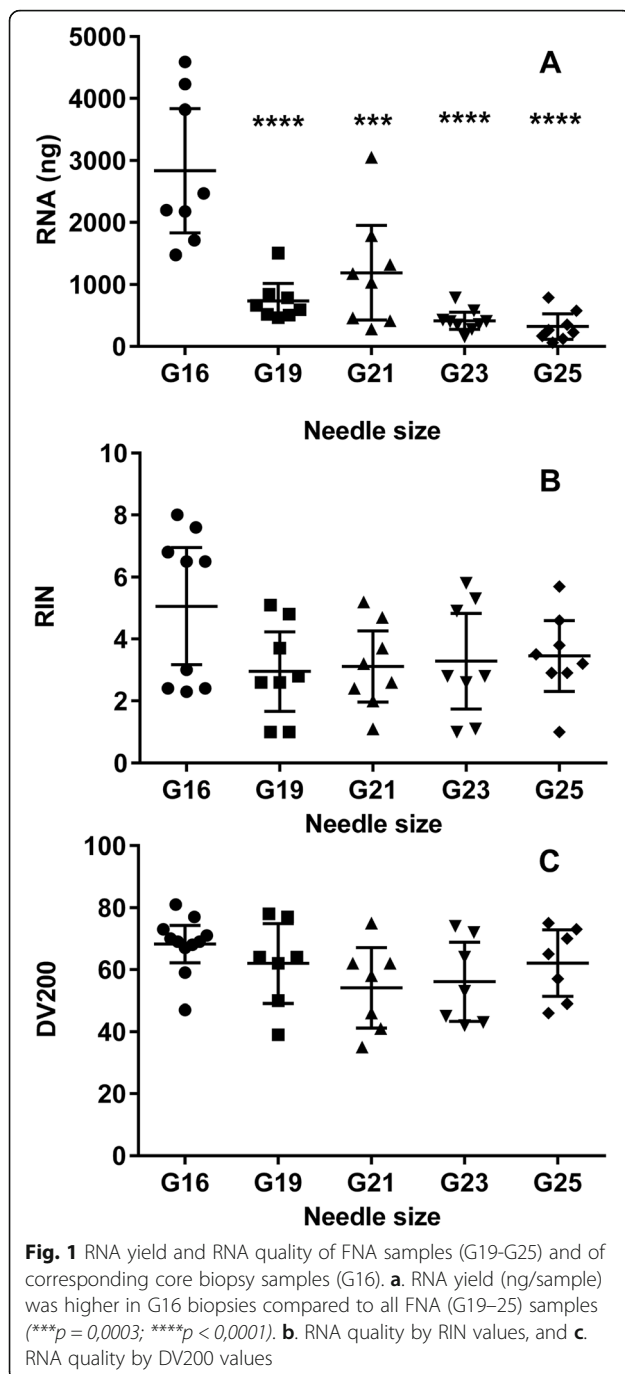 A
5000
4000
3000
2000
1000
0
RNA (ng)
**** *** **** ****
G16 G19 G21 G23 G25
Needle size
B
10
8
6
4
2
0
RIN
G16 G19 G21 G23 G25
Needle size
C
100
80
60
40
20
0
DV200
G16 G19 G21 G23 G25
Needle size
Fig. 1 RNA yield and RNA quality of FNA samples (G19-G25) and of
corresponding core biopsy samples (G16). a. RNA yield (ng/sample)
was higher in G16 biopsies compared to all FNA (G19–25) samples
(***p = 0,0003; ****p < 0,0001). b. RNA quality by RIN values, and c.
RNA quality by DV200 values